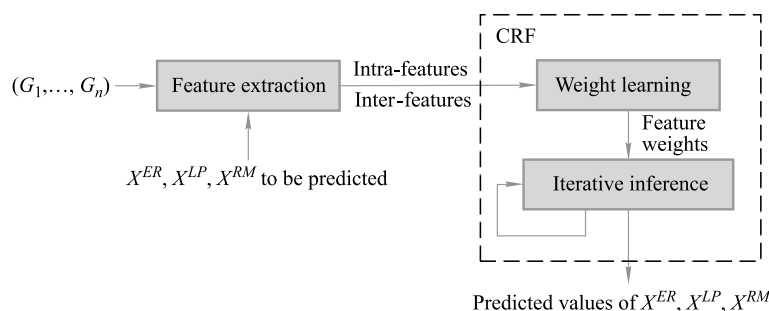 CRF
(G₁,…, Gₙ)
Feature extraction
Intra-features
Inter-features
Weight learning
Feature
weights
X^{ER}, X^{LP}, X^{RM} to be predicted
Iterative inference
Predicted values of X^{ER}, X^{LP}, X^{RM}